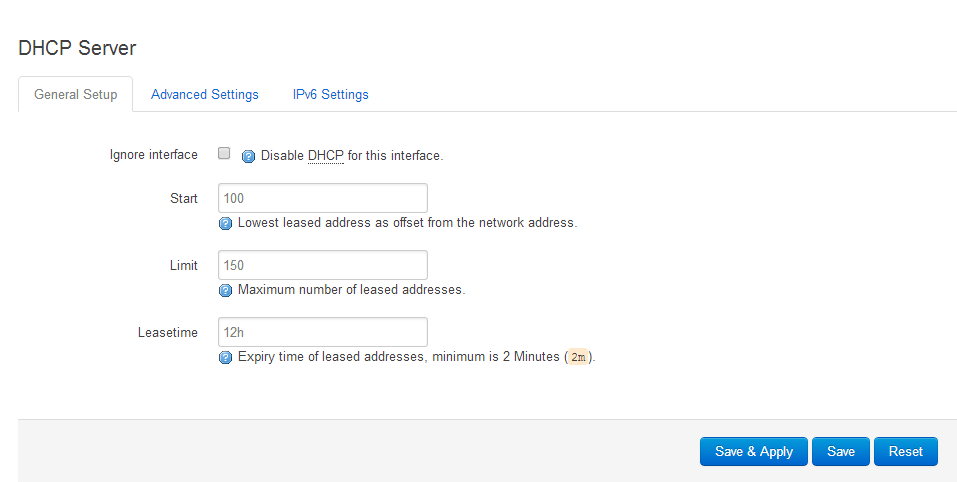 DHCP Server
General Setup Advanced Settings IPv6 Settings
Ignore interface Disable DHCP for this interface.
Start 100
Lowest leased address as offset from the network address.
Limit 150
Maximum number of leased addresses.
Leasetime 12h
Expiry time of leased addresses, minimum is 2 Minutes (2m).
Save & Apply Save Reset